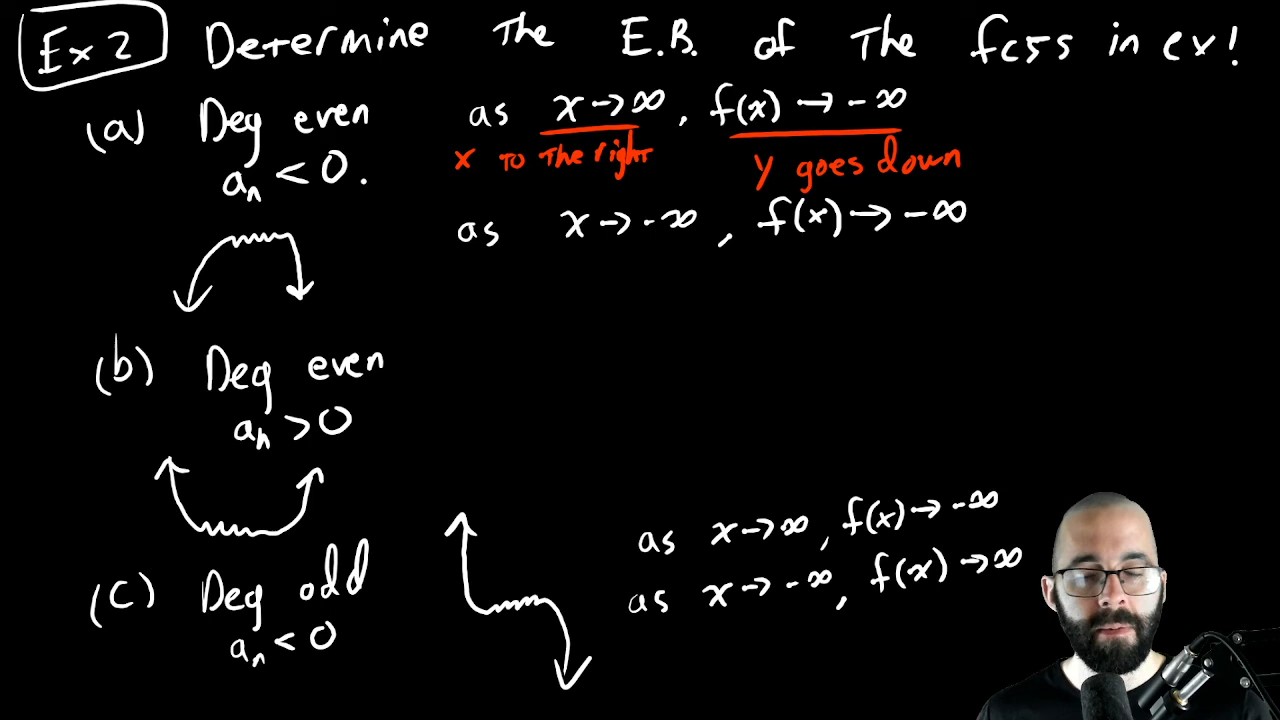 Ex 2 Determine The E.B. of The fcts in ex!
(a) Deg even as x → ∞, f(x) → -∞
aₙ < 0. x to the right y goes down
as x → -∞, f(x) → -∞
(b) Deg even
aₙ > 0
(c) Deg odd as x → ∞, f(x) → -∞
aₙ < 0 as x → -∞, f(x) → ∞